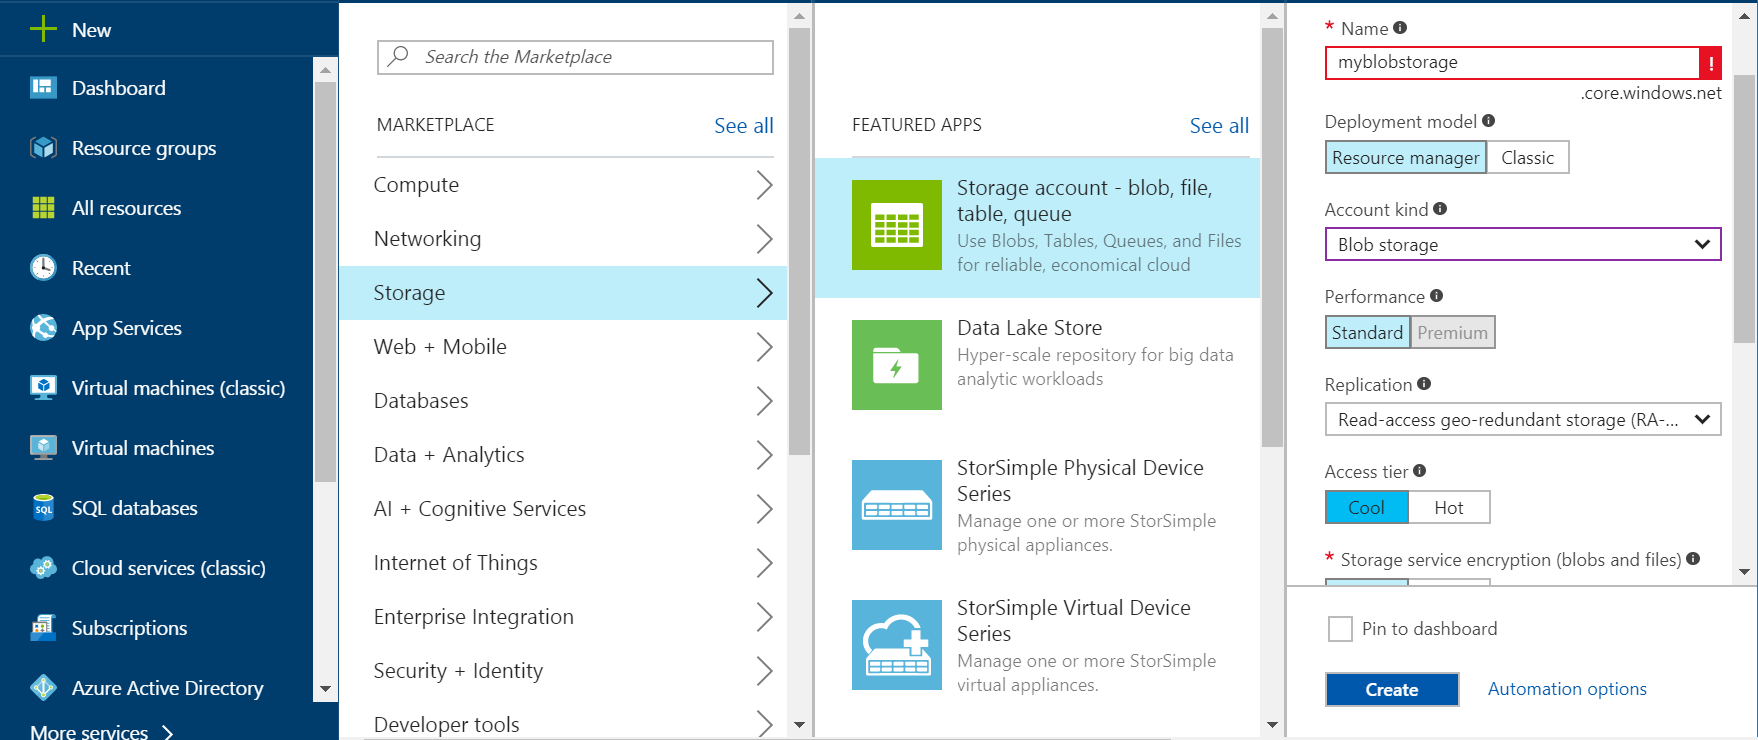 New
Dashboard
Resource groups
All resources
Recent
App Services
Virtual machines (classic)
Virtual machines
SQL databases
Cloud services (classic)
Subscriptions
Azure Active Directory
More services
Search the Marketplace
MARKETPLACE
See all
Compute
Networking
Storage
Web + Mobile
Databases
Data + Analytics
AI + Cognitive Services
Internet of Things
Enterprise Integration
Security + Identity
Developer tools
FEATURED APPS
See all
Storage account - blob, file,
table, queue
Use Blobs, Tables, Queues, and Files
for reliable, economical cloud
Data Lake Store
Hyper-scale repository for big data
analytic workloads
StorSimple Physical Device
Series
Manage one or more StorSimple
physical appliances.
StorSimple Virtual Device
Series
Manage one or more StorSimple
virtual appliances.
* Name
myblobstorage
!
.core.windows.net
Deployment model
Resource manager Classic
Account kind
Blob storage
Performance
Standard Premium
Replication
Read-access geo-redundant storage (RA-...
Access tier
Cool Hot
* Storage service encryption (blobs and files)
Pin to dashboard
Create Automation options
SQL